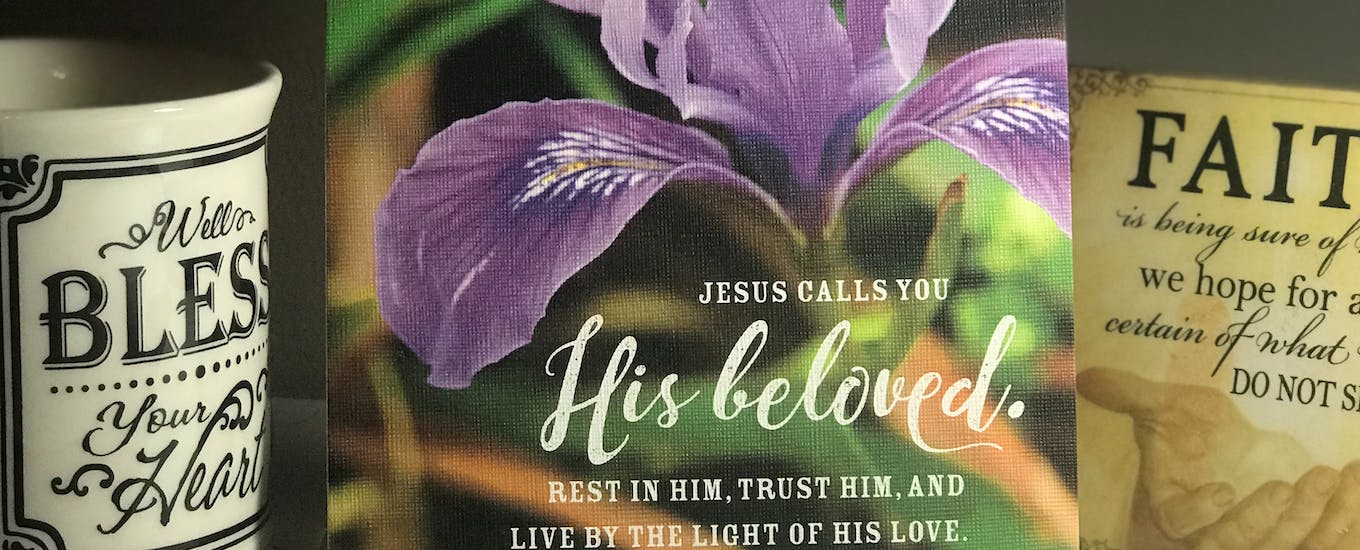 Well
BLESS
Your
Heart
JESUS CALLS YOU
His beloved.
REST IN HIM, TRUST HIM, AND
LIVE BY THE LIGHT OF HIS LOVE.
FAIT
is being sure of
we hope for a
certain of what
DO NOT S